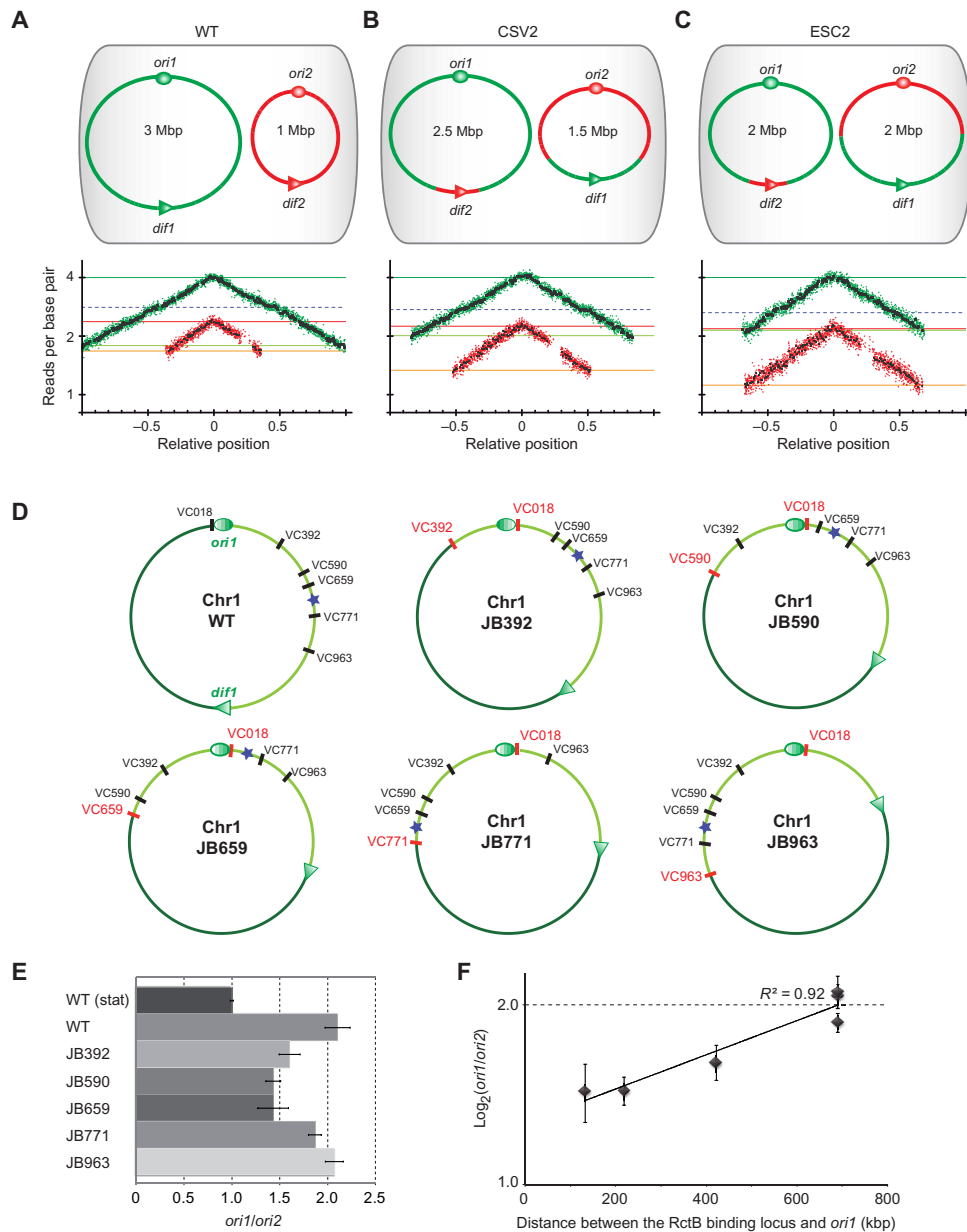 A
WT
ori1
3 Mbp
dif1
ori2
1 Mbp
dif2
B
CSV2
ori1
2.5 Mbp
dif2
ori2
1.5 Mbp
dif1
C
ESC2
ori1
2 Mbp
dif2
ori2
2 Mbp
dif1
Reads per base pair
4
2
1
–0.5
0
0.5
Relative position
–0.5
0
0.5
Relative position
–0.5
0
0.5
Relative position
D
VC018
ori1
VC392
VC590
VC659
VC771
VC963
Chr1
WT
dif1
VC392
VC018
VC590
VC659
VC771
VC963
Chr1
JB392
VC018
VC392
VC659
VC771
VC590
VC963
Chr1
JB590
VC018
VC392
VC771
VC963
VC590
VC659
Chr1
JB659
VC018
VC392
VC963
VC590
VC659
VC771
Chr1
JB771
VC018
VC392
VC590
VC659
VC771
VC963
Chr1
JB963
E
WT (stat)
WT
JB392
JB590
JB659
JB771
JB963
0.0
0.5
1.0
1.5
2.0
2.5
ori1/ori2
F
Log2(ori1/ori2)
2.0
1.0
R² = 0.92
0
200
400
600
800
Distance between the RctB binding locus and ori1 (kbp)